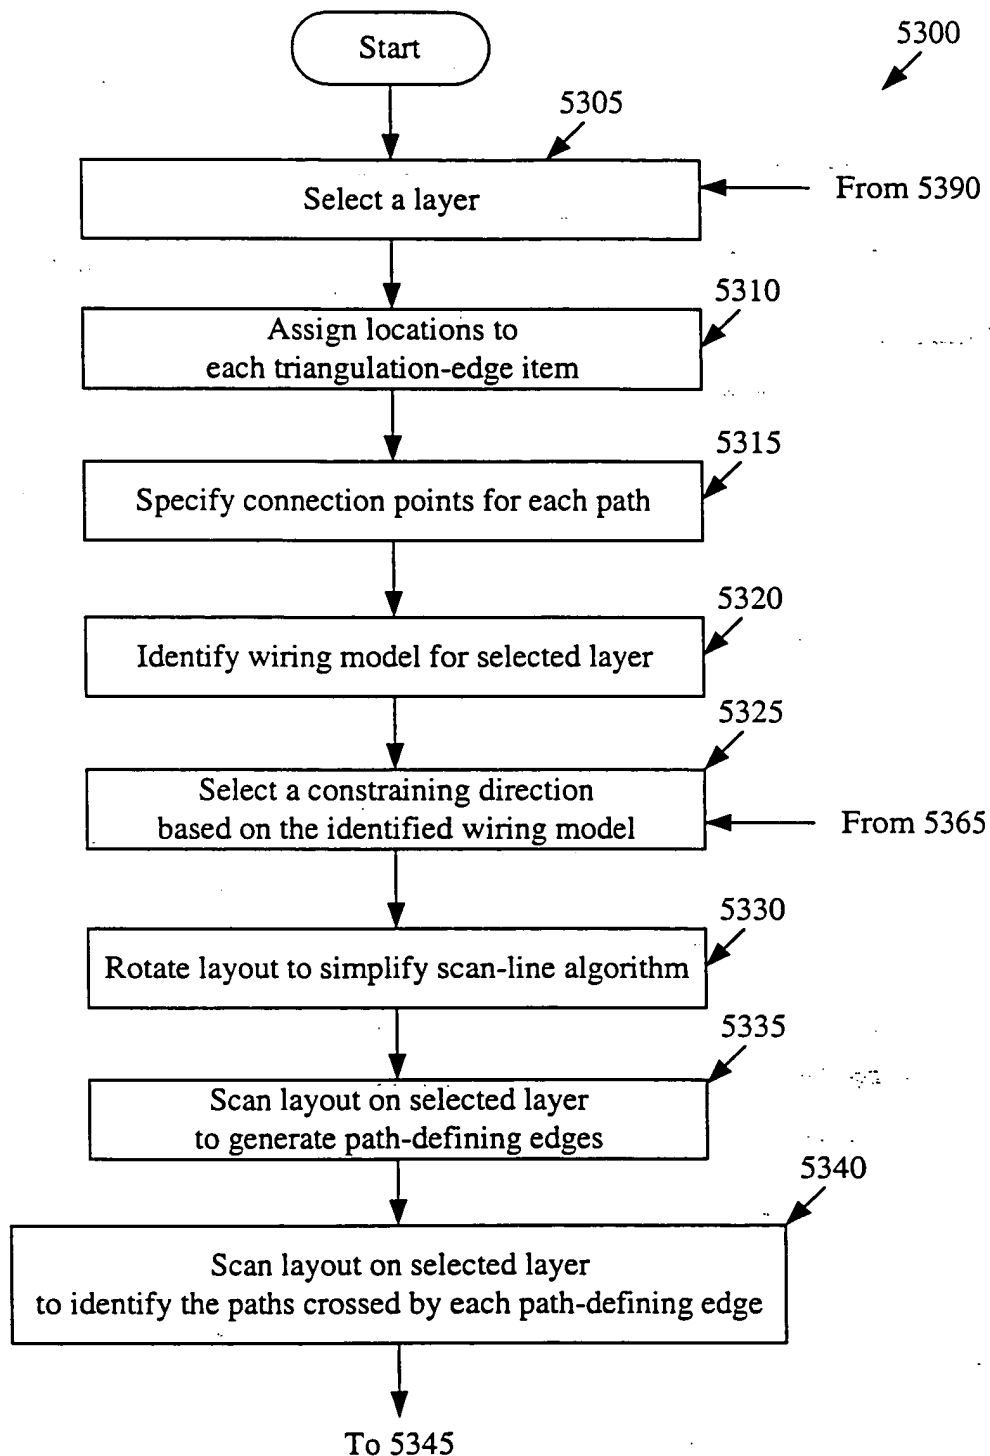 Start
5300
5305
Select a layer
From 5390
5310
Assign locations to
each triangulation-edge item
5315
Specify connection points for each path
5320
Identify wiring model for selected layer
5325
Select a constraining direction
based on the identified wiring model
From 5365
5330
Rotate layout to simplify scan-line algorithm
5335
Scan layout on selected layer
to generate path-defining edges
5340
Scan layout on selected layer
to identify the paths crossed by each path-defining edge
To 5345